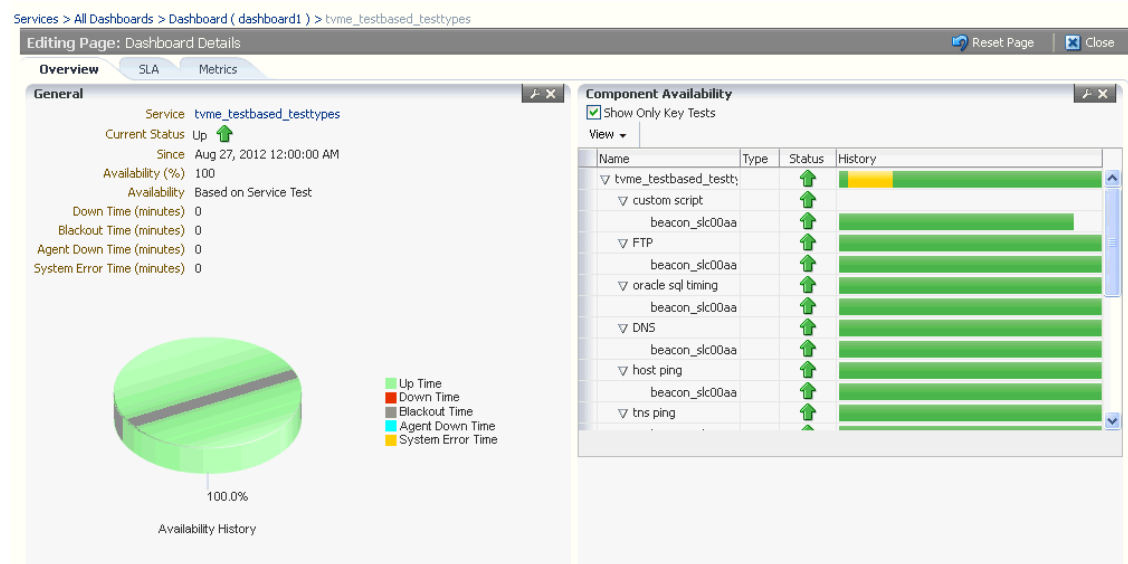 Services > All Dashboards > Dashboard ( dashboard1 ) > tvme_testbased_testtypes
Editing Page: Dashboard Details
Reset Page
Close
Overview
SLA
Metrics
General
Service tvme_testbased_testtypes
Current Status Up
Since Aug 27, 2012 12:00:00 AM
Availability (%) 100
Availability Based on Service Test
Down Time (minutes) 0
Blackout Time (minutes) 0
Agent Down Time (minutes) 0
System Error Time (minutes) 0
Up Time
Down Time
Blackout Time
Agent Down Time
System Error Time
100.0%
Availability History
Component Availability
Show Only Key Tests
View
Name Type Status History
tvme_testbased_testty
custom script
beacon_slc00aa
FTP
beacon_slc00aa
oracle sql timing
beacon_slc00aa
DNS
beacon_slc00aa
host ping
beacon_slc00aa
tns ping